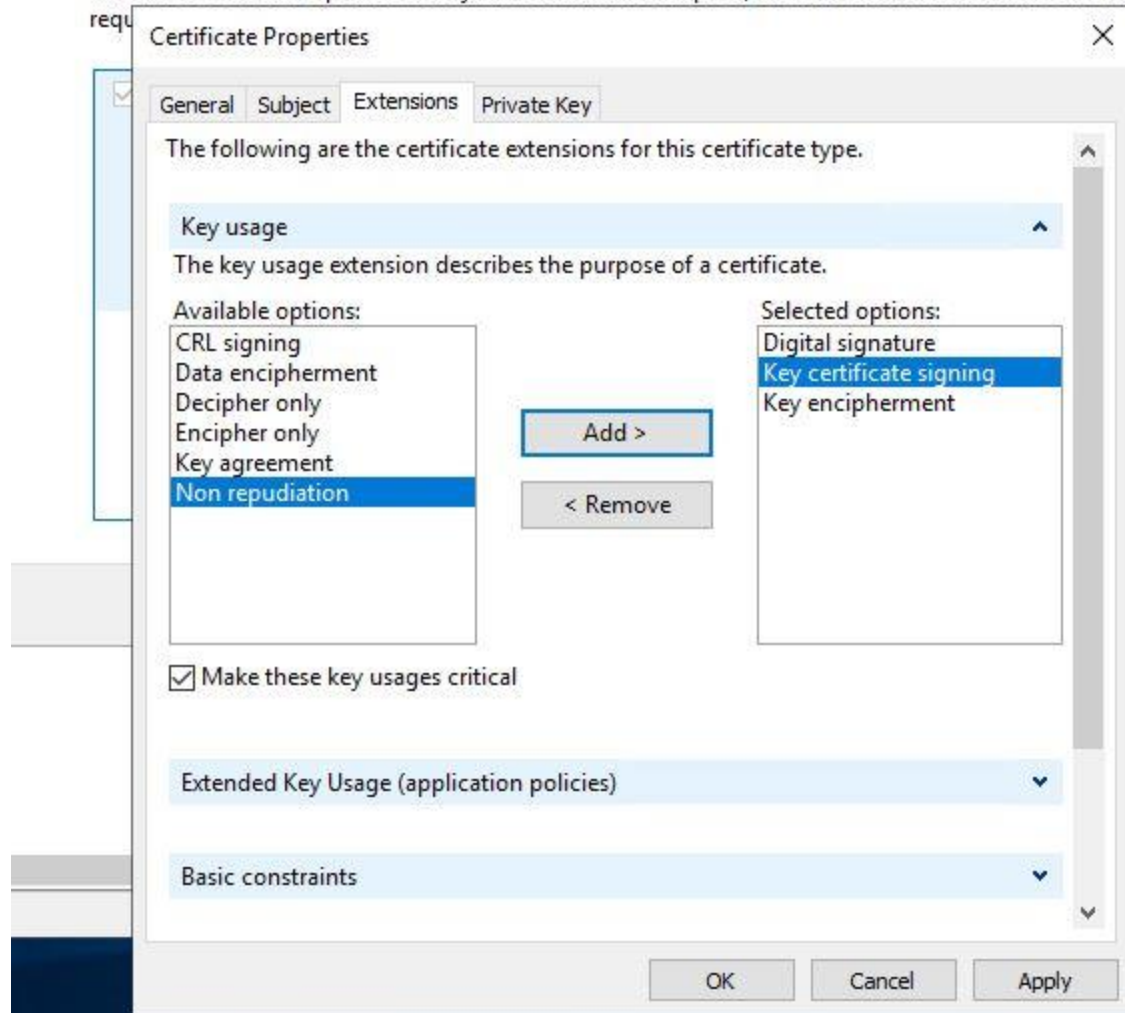 requ
Certificate Properties
General Subject Extensions Private Key
The following are the certificate extensions for this certificate type.
Key usage
The key usage extension describes the purpose of a certificate.
Available options:
CRL signing
Data encipherment
Decipher only
Encipher only
Key agreement
Non repudiation
Add >
< Remove
Selected options:
Digital signature
Key certificate signing
Key encipherment
Make these key usages critical
Extended Key Usage (application policies)
Basic constraints
OK Cancel Apply